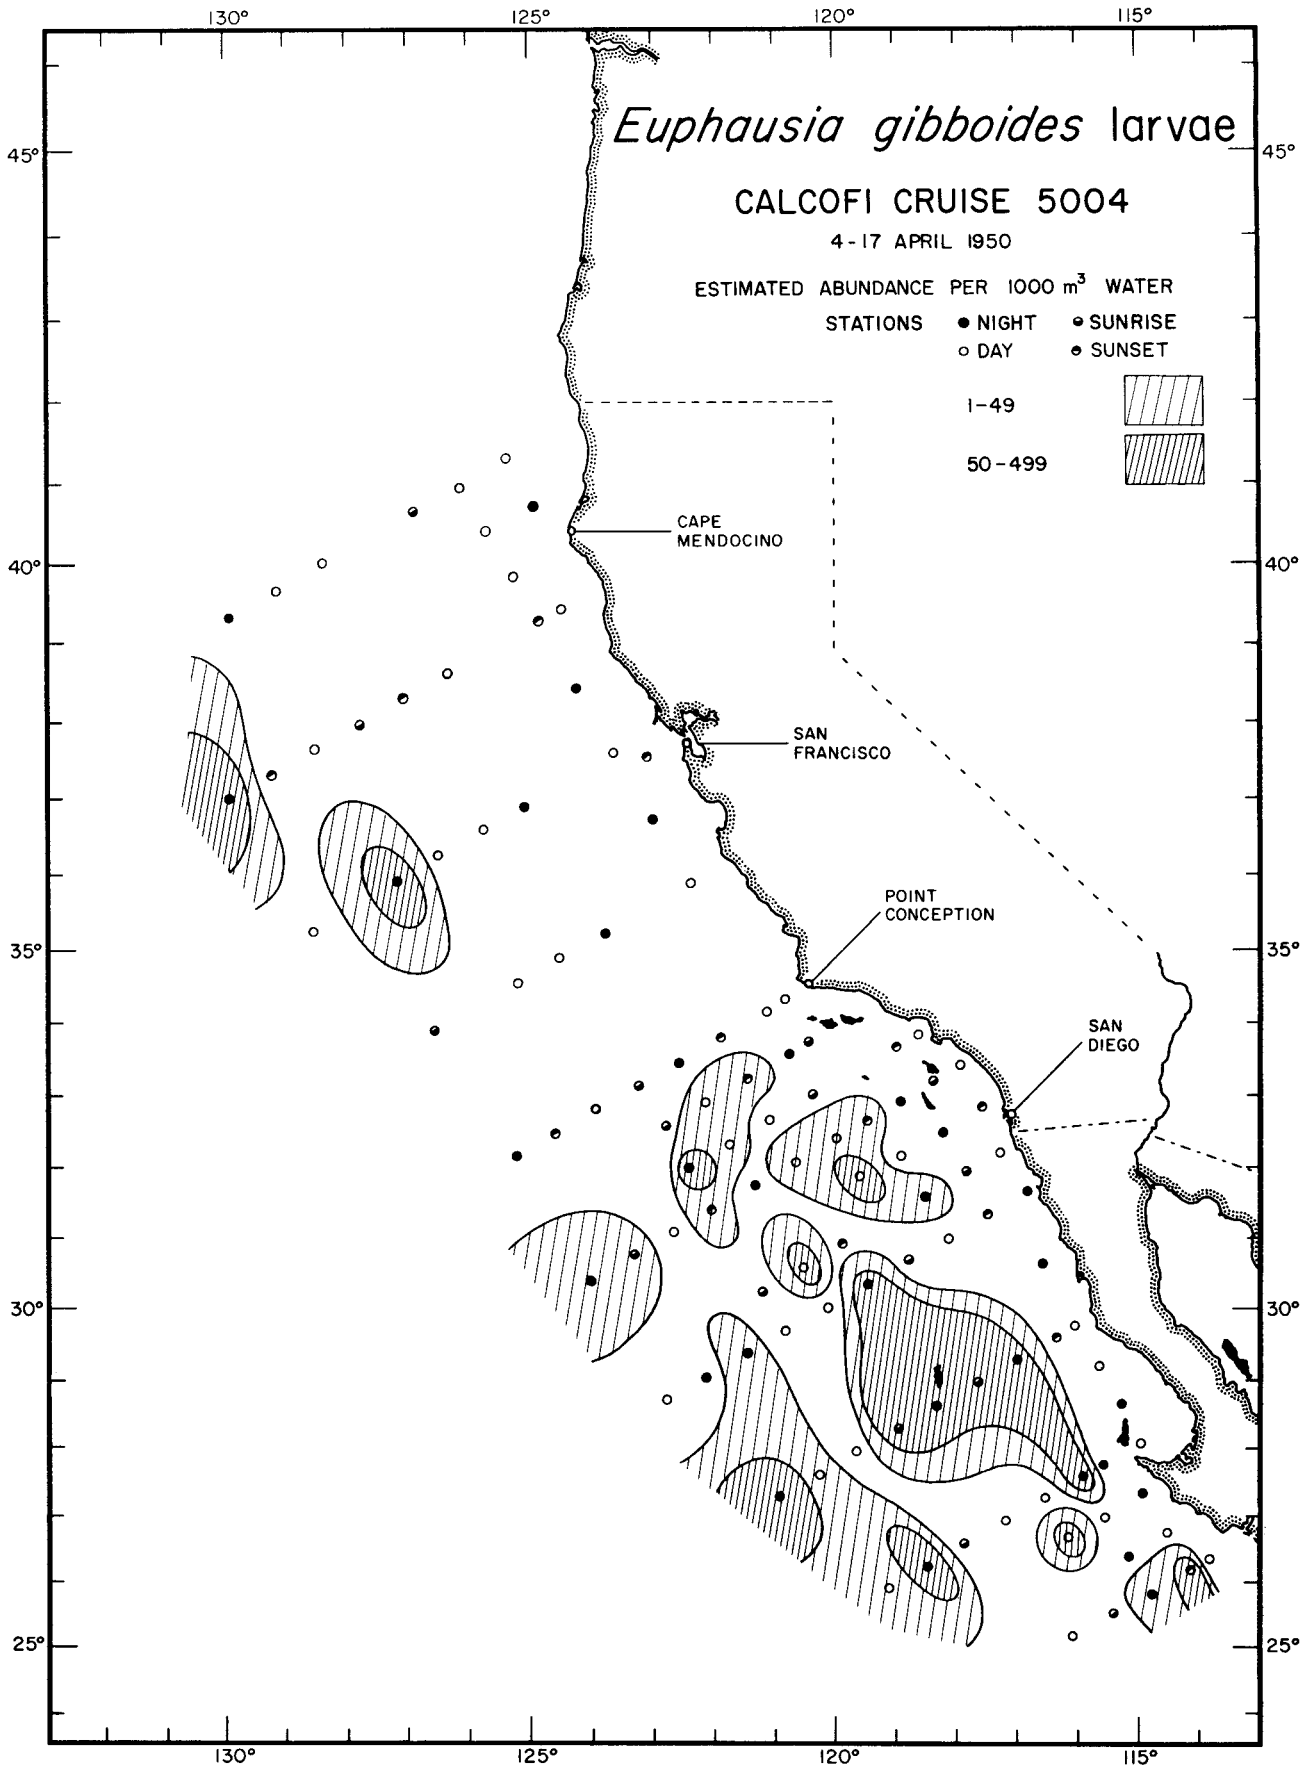 130° 125° 120° 115°
Euphausia gibboides larvae
45° 45°
CALCOFI CRUISE 5004
4-17 APRIL 1950
ESTIMATED ABUNDANCE PER 1000 m³ WATER
STATIONS NIGHT SUNRISE
DAY SUNSET
1-49
50-499
CAPE
MENDOCINO
40° 40°
SAN
FRANCISCO
POINT
CONCEPTION
35° 35°
SAN
DIEGO
30° 30°
25° 25°
130° 125° 120° 115°